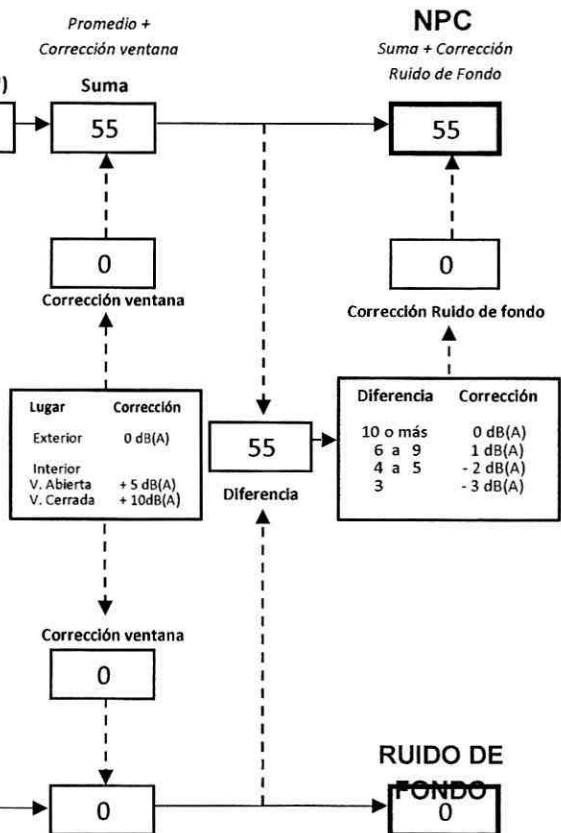 Promedio +
Corrección ventana
NPC
Suma + Corrección
Ruido de Fondo
Suma
55
55
0
0
Corrección ventana
Corrección Ruido de fondo
Lugar Corrección
Exterior 0 dB(A)
Interior
V. Abierta + 5 dB(A)
V. Cerrada + 10dB(A)
55
Diferencia
Diferencia Corrección
10 o más 0 dB(A)
6 a 9 1 dB(A)
4 a 5 - 2 dB(A)
3 - 3 dB(A)
Corrección ventana
0
RUIDO DE
FONDO
0
0